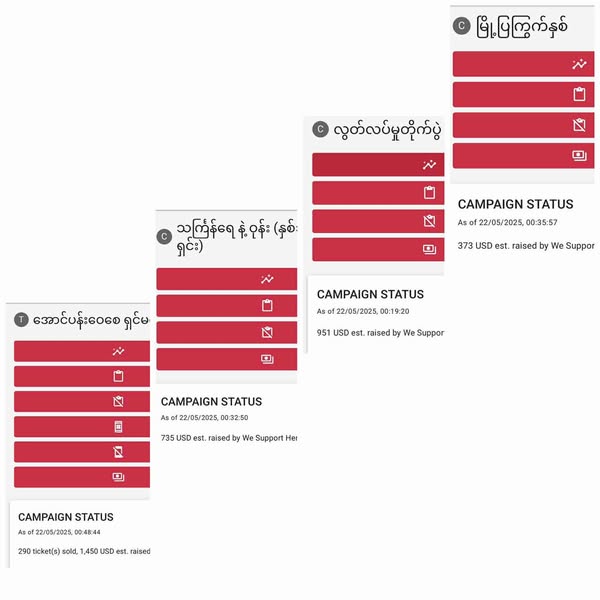 C မြို့ပြကြွက်နှစ်
CAMPAIGN STATUS
As of 22/05/2025, 00:35:57
373 USD est. raised by We Suppor
C လွတ်လပ်မှုတိုက်ပွဲ
CAMPAIGN STATUS
As of 22/05/2025, 00:19:20
951 USD est. raised by We Suppor
C သင်္ကြန်ရေ နဲ့ ဝုန်း (နှစ်
ရှင်း)
CAMPAIGN STATUS
As of 22/05/2025, 00:32:50
735 USD est. raised by We Support Her
T အောင်ပန်းဝေစေ ရှင်မ
CAMPAIGN STATUS
As of 22/05/2025, 00:48:44
290 ticket(s) sold, 1,450 USD est. raised